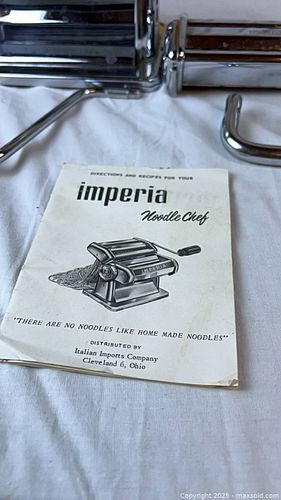 DIRECTIONS AND RECIPES FOR YOUR
imperia
Noodle Chef
IMPERIA
"THERE ARE NO NOODLES LIKE HOME MADE NOODLES"
DISTRIBUTED BY
Italian Imports Company
Cleveland 6, Ohio
Copyright 2025 - maxsold.com